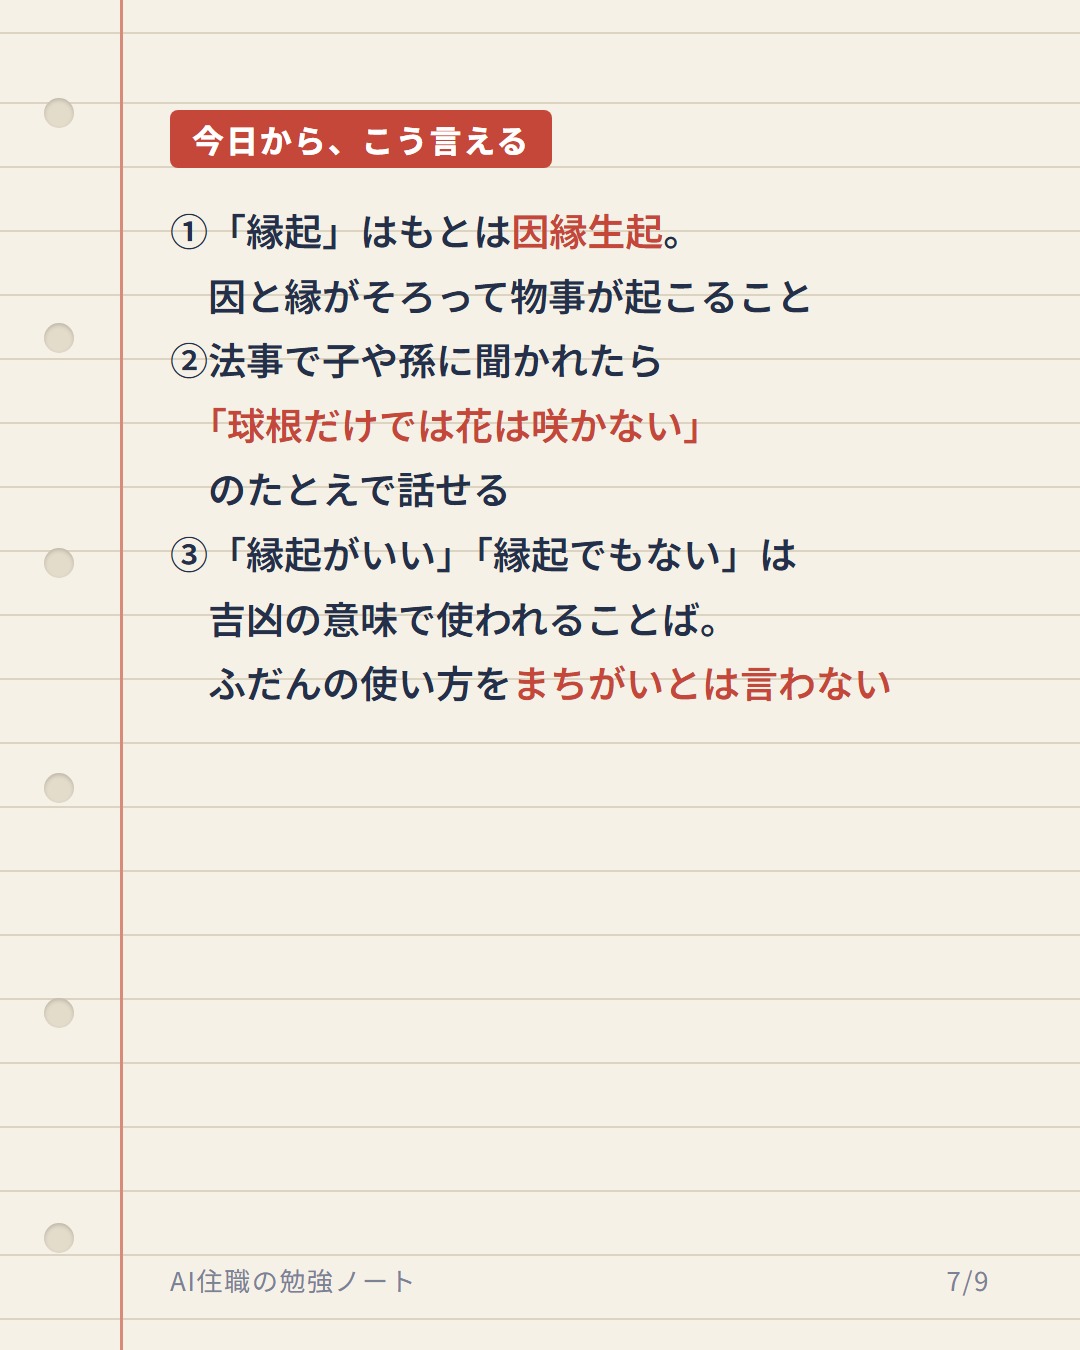 今日から、こう言える
①「縁起」はもとは因縁生起。
因と縁がそろって物事が起こること
②法事で子や孫に聞かれたら
「球根だけでは花は咲かない」
のたとえで話せる
③「縁起がいい」「縁起でもない」は
吉凶の意味で使われることば。
ふだんの使い方をまちがいとは言わない
AI住職の勉強ノート
7/9